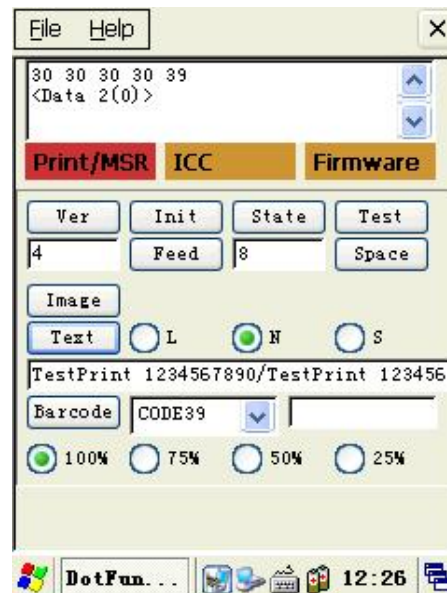 File Help
30 30 30 30 39
<Data 2(0)>
Print/MSR ICC Firmware
Ver Init State Test
4 Feed 8 Space
Image
Text L N S
TestPrint 1234567890/TestPrint 123456
Barcode CODE39
100% 75% 50% 25%
DotFun... 12:26